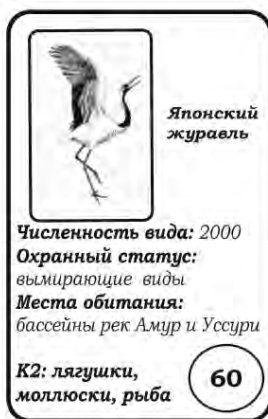 Японский
журавль
Численность вида: 2000
Охранный статус:
вымирающие виды
Места обитания:
бассейны рек Амур и Уссури
К2: лягушки,
моллюски, рыба
60